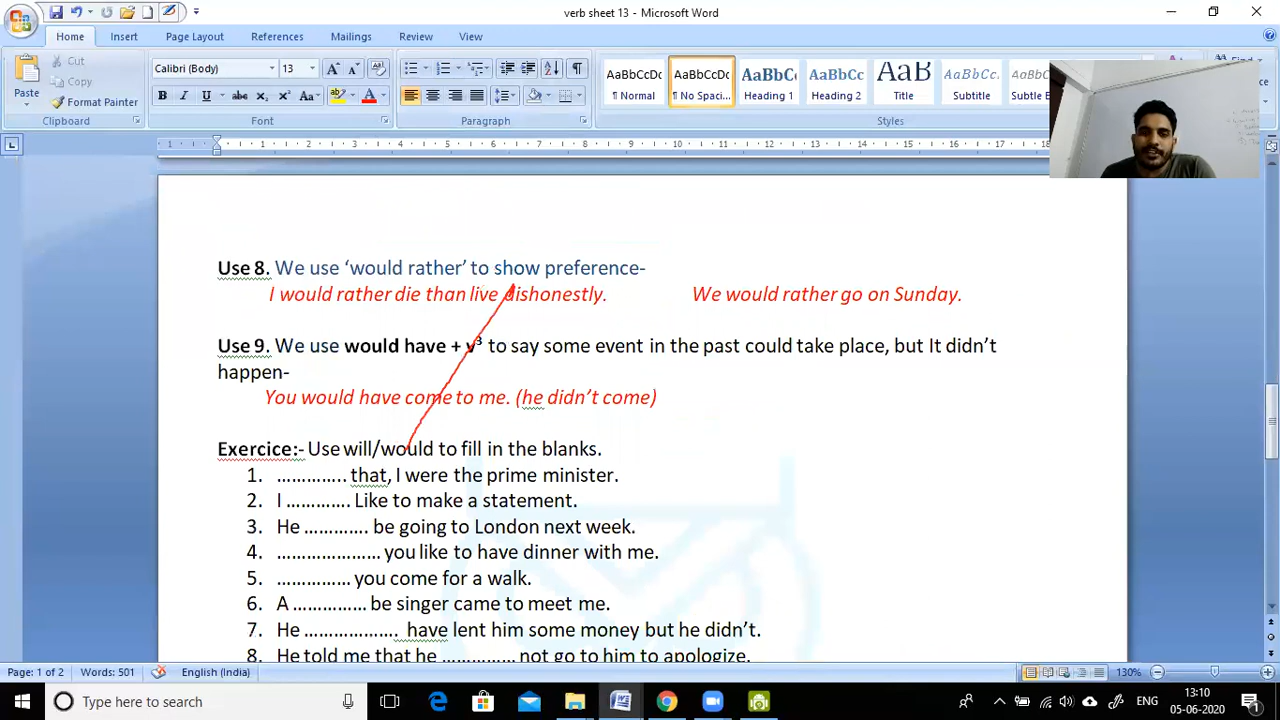 verb sheet 13 - Microsoft Word
Home Insert Page Layout References Mailings Review View
Paste
Cut
Copy
Format Painter
Clipboard
Calibri (Body) 13
Font
Paragraph
AaBbCcDc AaBbCcDc AaBbCc AaBbCc AaB AaBbCcL AaBbCcD
¶ Normal ¶ No Spaci... Heading 1 Heading 2 Title Subtitle Subtle E
Styles
Use 8. We use ‘would rather’ to show preference-
I would rather die than live dishonestly. We would rather go on Sunday.
Use 9. We use would have + v³ to say some event in the past could take place, but It didn’t
happen-
You would have come to me. (he didn’t come)
Exercice:- Use will/would to fill in the blanks.
1. ………….. that, I were the prime minister.
2. I …………. Like to make a statement.
3. He …………. be going to London next week.
4. ………………… you like to have dinner with me.
5. …………… you come for a walk.
6. A …………… be singer came to meet me.
7. He ……………….. have lent him some money but he didn’t.
8. He told me that he …………… not go to him to apologize.
Page: 1 of 2 Words: 501 English (India) 130%
Type here to search
ENG
13:10
05-06-2020